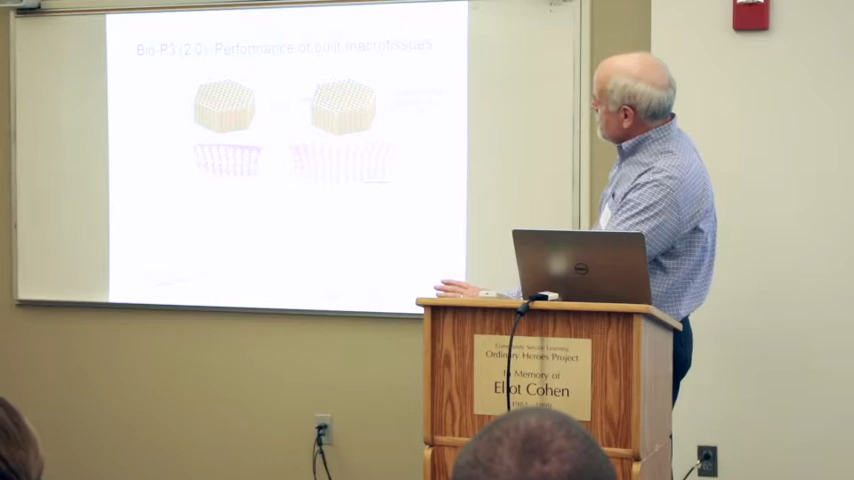 Bio-P3 (2.0): Performance of built macrotissues
DELL
Community Service Learning
Ordinary Heroes Project
In Memory of
Eliot Cohen